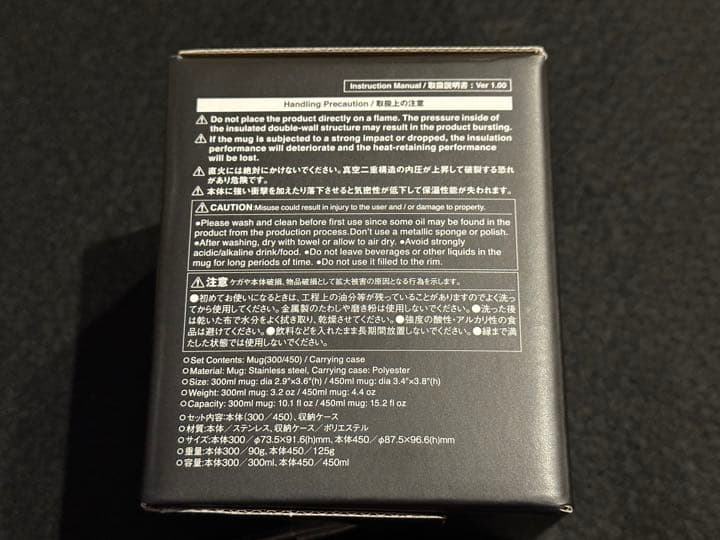 Instruction Manual / 取扱説明書 : Ver 1.00
Handling Precaution / 取扱上の注意
⚠ Do not place the product directly on a flame. The pressure inside of
the insulated double-wall structure may result in the product bursting.
⚠ If the mug is subjected to a strong impact or dropped, the insulation
performance will deteriorate and the heat-retaining performance
will be lost.
⚠ 直火には絶対にかけないでください。真空二重構造の内圧が上昇して破裂する恐れ
があり危険です。
⚠ 本体に強い衝撃を加えたり落下させると気密性が低下して保温性能が失われます。
⚠ CAUTION:Misuse could result in injury to the user and / or damage to property.
●Please wash and clean before first use since some oil may be found in the
product from the production process.Don't use a metallic sponge or polish.
●After washing, dry with towel or allow to air dry. ●Avoid strongly
acidic/alkaline drink/food. ●Do not leave beverages or other liquids in the
mug for long periods of time. ●Do not use it filled to the rim.
⚠ 注意 ケガや本体破損、物品破損として拡大被害の原因となる行為を示します。
●初めてお使いになるときは、工程上の油分等が残っていることがありますのでよく洗っ
てから使用してください。金属製のたわしや磨き粉は使用しないでください。●洗った後
は乾いた布で水分をよく拭き取り、乾燥させてください。●強度の酸性・アルカリ性の食
品は避けてください。●飲料などを入れたまま長期間放置しないでください。●縁まで満
たした状態では使用しないでください。
○Set Contents: Mug(300/450) / Carrying case
○Material: Mug: Stainless steel, Carrying case: Polyester
○Size: 300ml mug: dia 2.9"×3.6"(h) / 450ml mug: dia 3.4"×3.8"(h)
○Weight: 300ml mug: 3.2 oz / 450ml mug: 4.4 oz
○Capacity: 300ml mug: 10.1 fl oz / 450ml mug: 15.2 fl oz
○セット内容:本体(300／450)、収納ケース
○材質:本体／ステンレス、収納ケース／ポリエステル
○サイズ:本体300／φ73.5×91.6(h)mm、本体450／φ87.5×96.6(h)mm
○重量:本体300／90g、本体450／125g
○容量:本体300／300ml、本体450／450ml